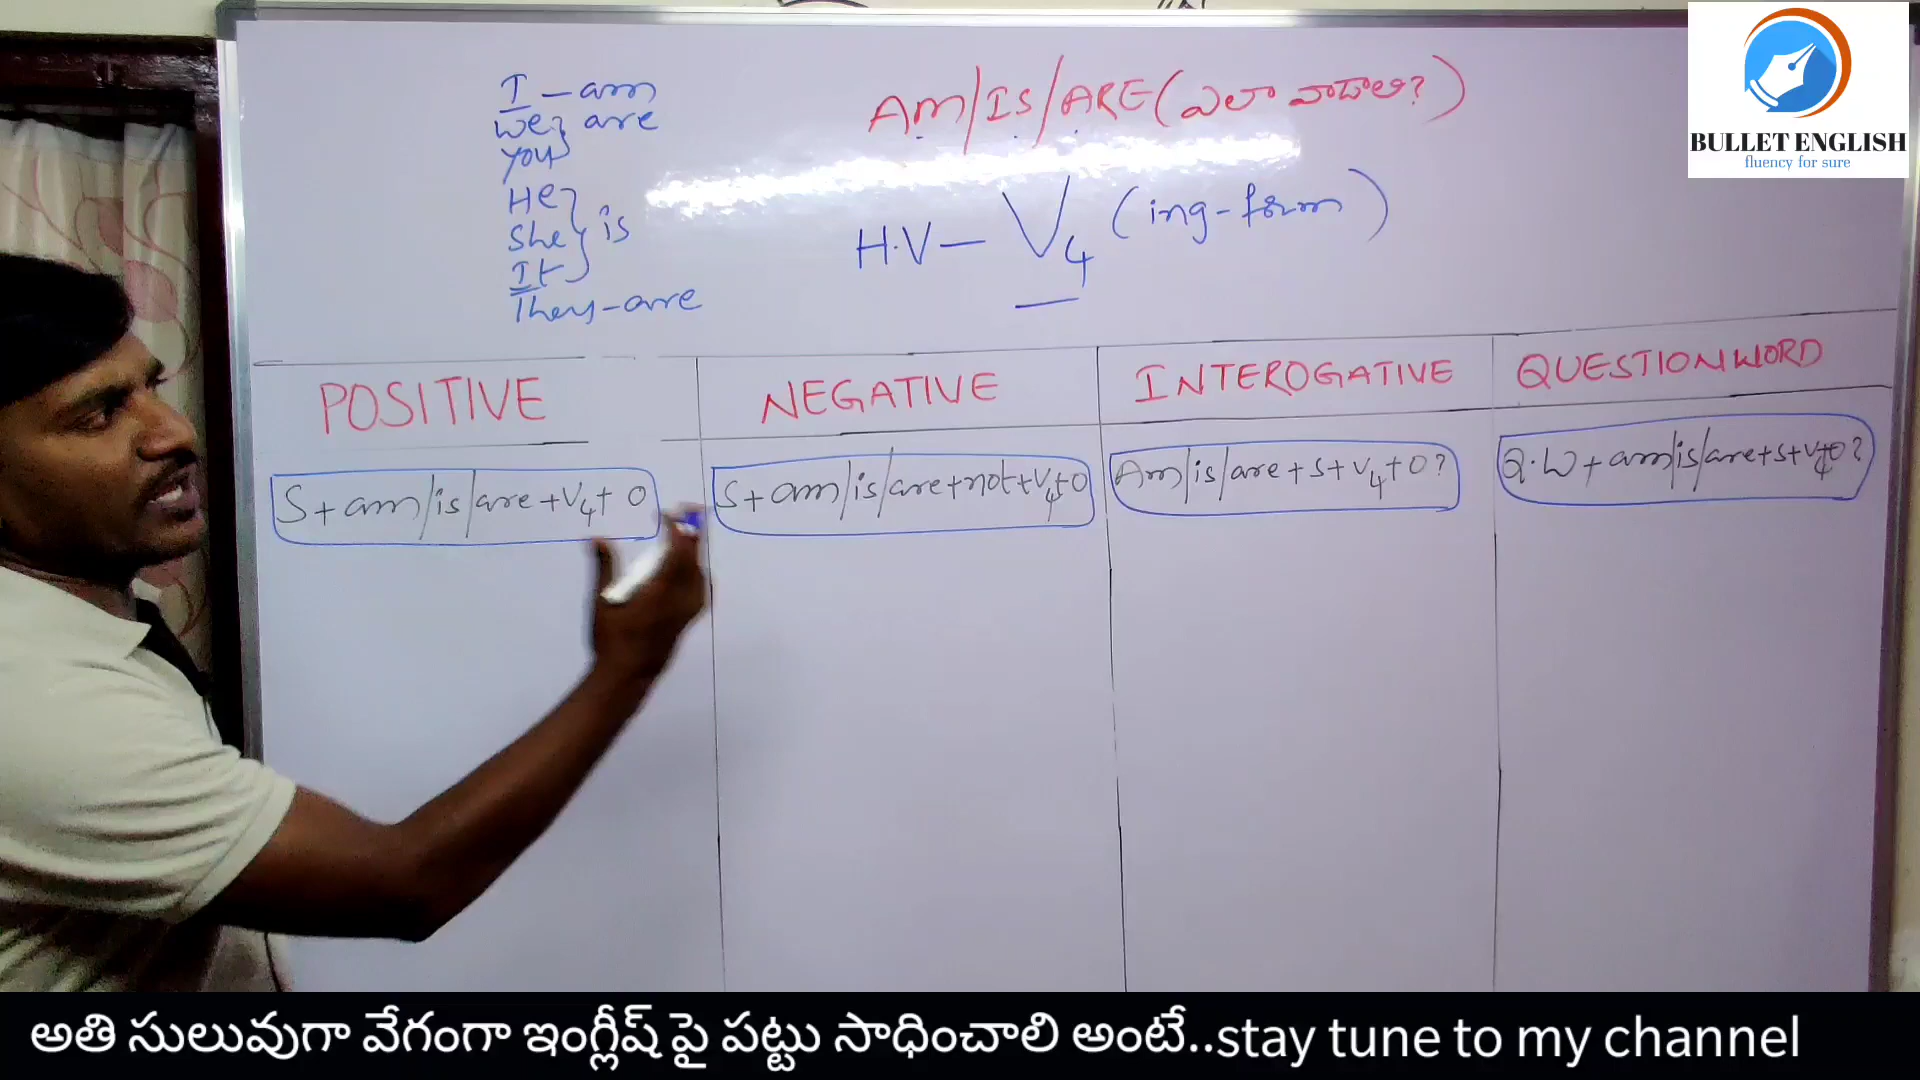 I - am
We } are
you
He
She } is
It
They - are
AM/IS/ARE (ఎలా వాడాలి?)
H.V - V4 (ing-form)
BULLET ENGLISH
fluency for sure
POSITIVE
NEGATIVE
INTEROGATIVE
QUESTION WORD
S+am/is/are+V4+O
S+am/is/are+not+V4+O
Am/is/are+s+V4+O?
Q.W+am/is/are+s+V4+O?
అతి సులువుగా వేగంగా ఇంగ్లీష్ పై పట్టు సాధించాలి అంటే..stay tune to my channel